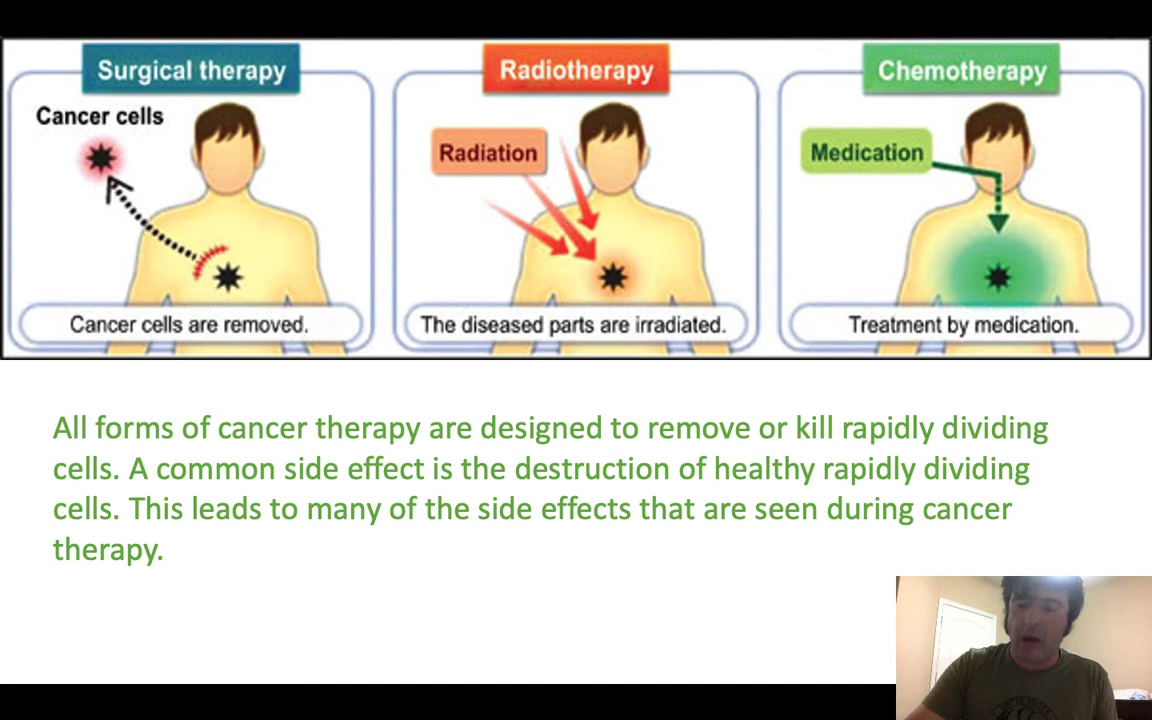 Surgical therapy
Cancer cells
Cancer cells are removed.
Radiotherapy
Radiation
The diseased parts are irradiated.
Chemotherapy
Medication
Treatment by medication.
All forms of cancer therapy are designed to remove or kill rapidly dividing
cells. A common side effect is the destruction of healthy rapidly dividing
cells. This leads to many of the side effects that are seen during cancer
therapy.